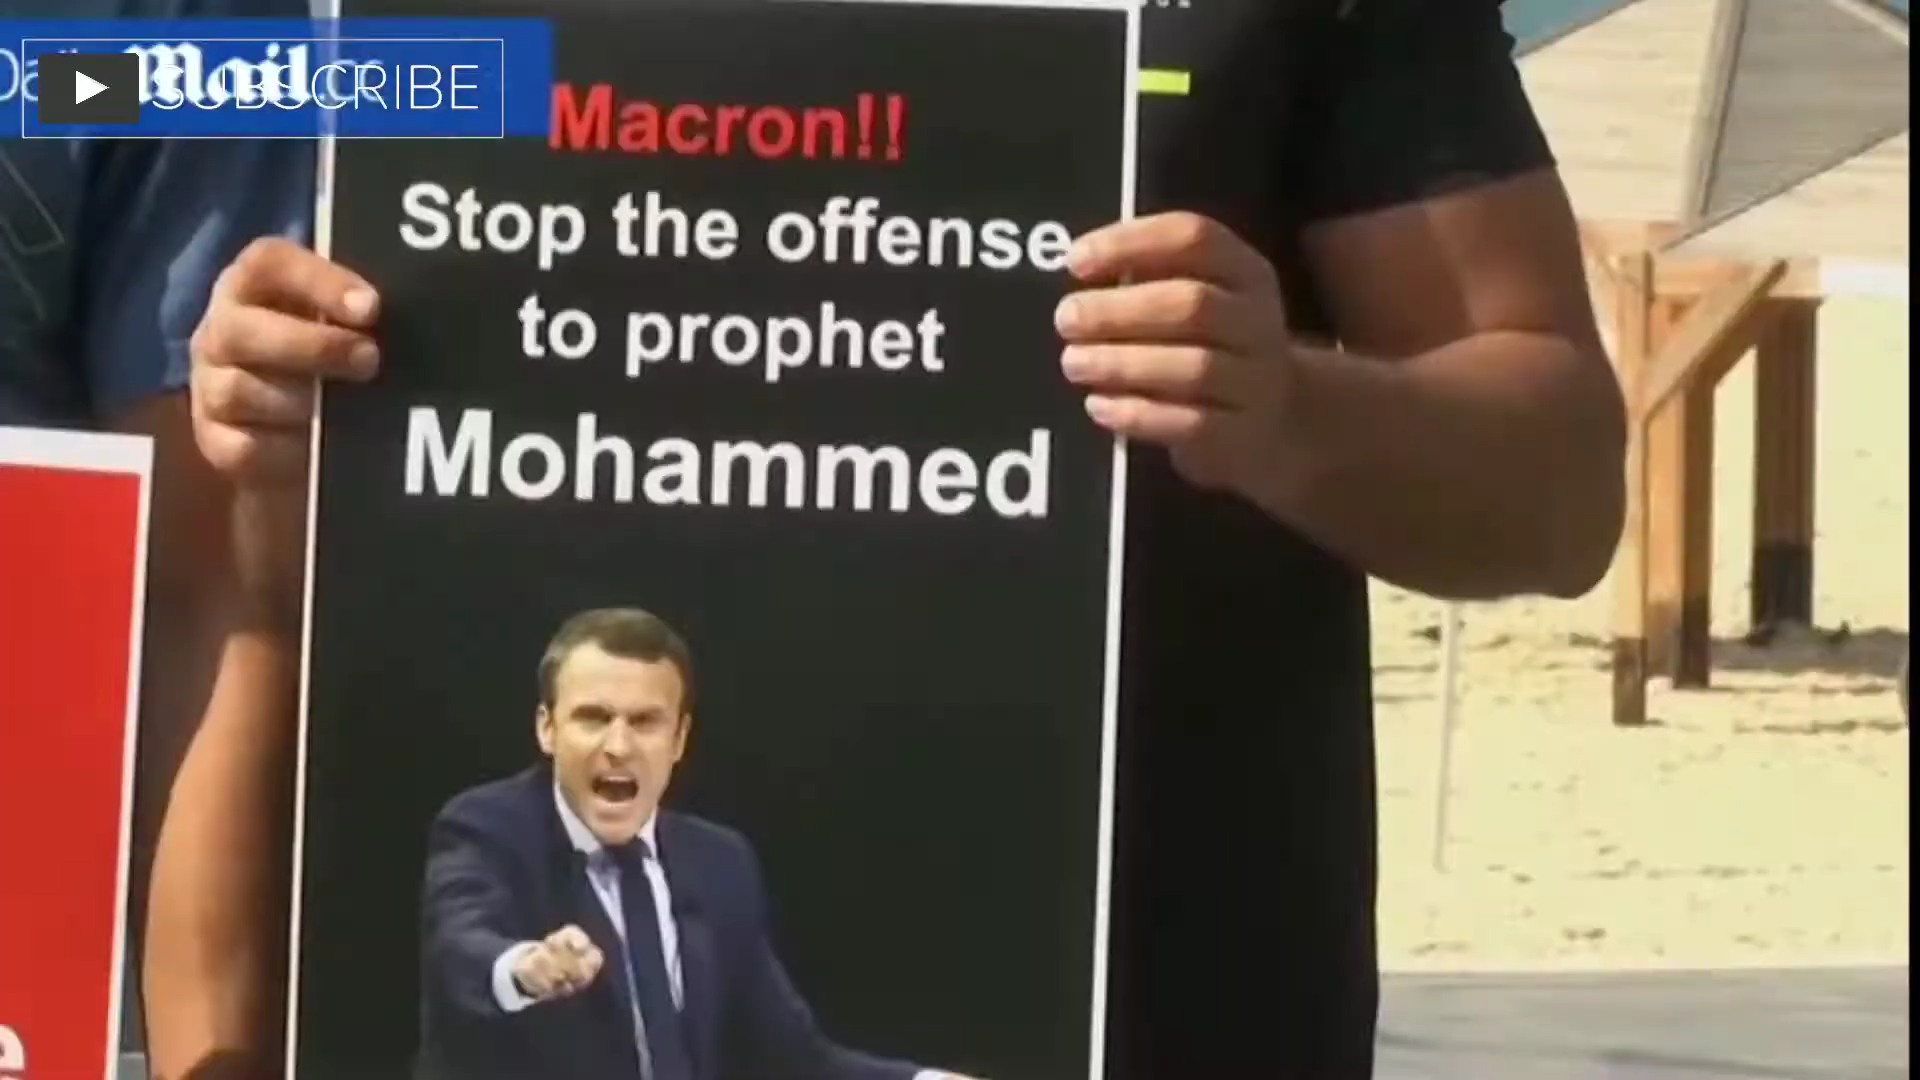 SUBSCRIBE
Mail
Macron!!
Stop the offense
to prophet
Mohammed
e